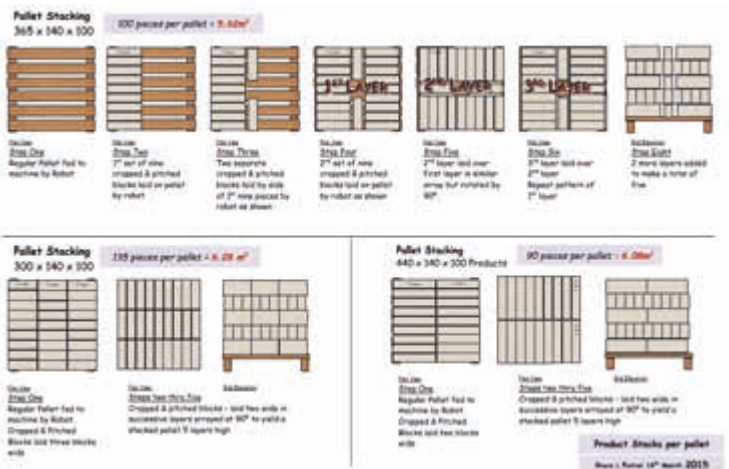 Pallet Stacking
365 x 140 x 100
100 pieces per pallet =
1ST LAYER
2ND LAYER
3RD LAYER
Step One
Regular Pallet fed to
machine by Robot
Step Two
1st set of nine
cropped & pitched
blocks laid on pallet
by robot
Step Three
Two separate
cropped & pitched
blocks laid by side
of 1st nine pieces by
robot as shown
Step Four
2nd set of nine
cropped & pitched
blocks laid on pallet
by robot as shown
Step Five
2nd layer laid over
first layer in similar
array but rotated by
90°.
Step Six
3rd layer laid over
2nd layer
Repeat pattern of
1st layer
End Elevation
Step Eight
2 more layers added
to make a total of
five
Pallet Stacking
300 x 140 x 100
135 pieces per pallet =
Step One
Regular Pallet fed to
machine by Robot.
Cropped & Pitched
Blocks laid three blocks
wide
Steps two thru five
Cropped & pitched blocks - laid two wide in
successive layers arrayed at 90° to yield a
stacked pallet 5 layers high
End Elevation
Pallet Stacking
440 x 140 x 100 Products
90 pieces per pallet =
Step One
Regular Pallet fed to
machine by Robot.
Cropped & Pitched
Blocks laid two blocks
wide
Steps two thru five
Cropped & pitched blocks - laid two wide in
successive layers arrayed at 90° to yield a
stacked pallet 5 layers high
End Elevation
Product Stacks per pallet
March 2015